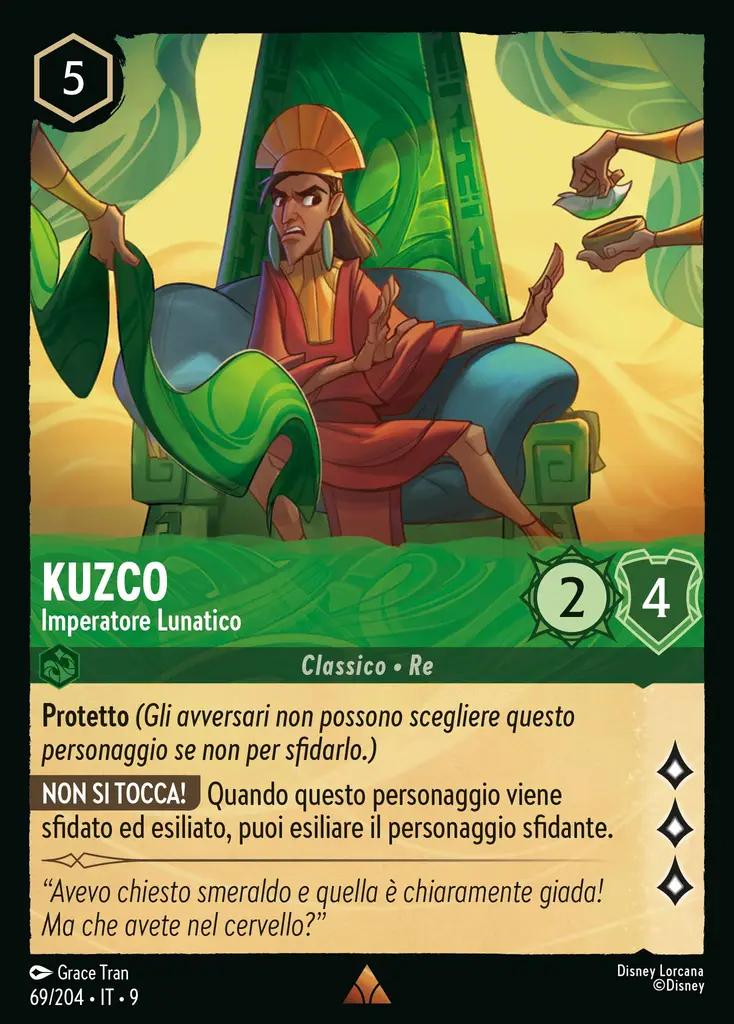 5
KUZCO
Imperatore Lunatico
2
4
Classico • Re
Protetto (Gli avversari non possono scegliere questo
personaggio se non per sfidarlo.)
NON SI TOCCA! Quando questo personaggio viene
sfidato ed esiliato, puoi esiliare il personaggio sfidante.
“Avevo chiesto smeraldo e quella è chiaramente giada!
Ma che avete nel cervello?”
Grace Tran
Disney Lorcana
69/204 • IT • 9
©Disney